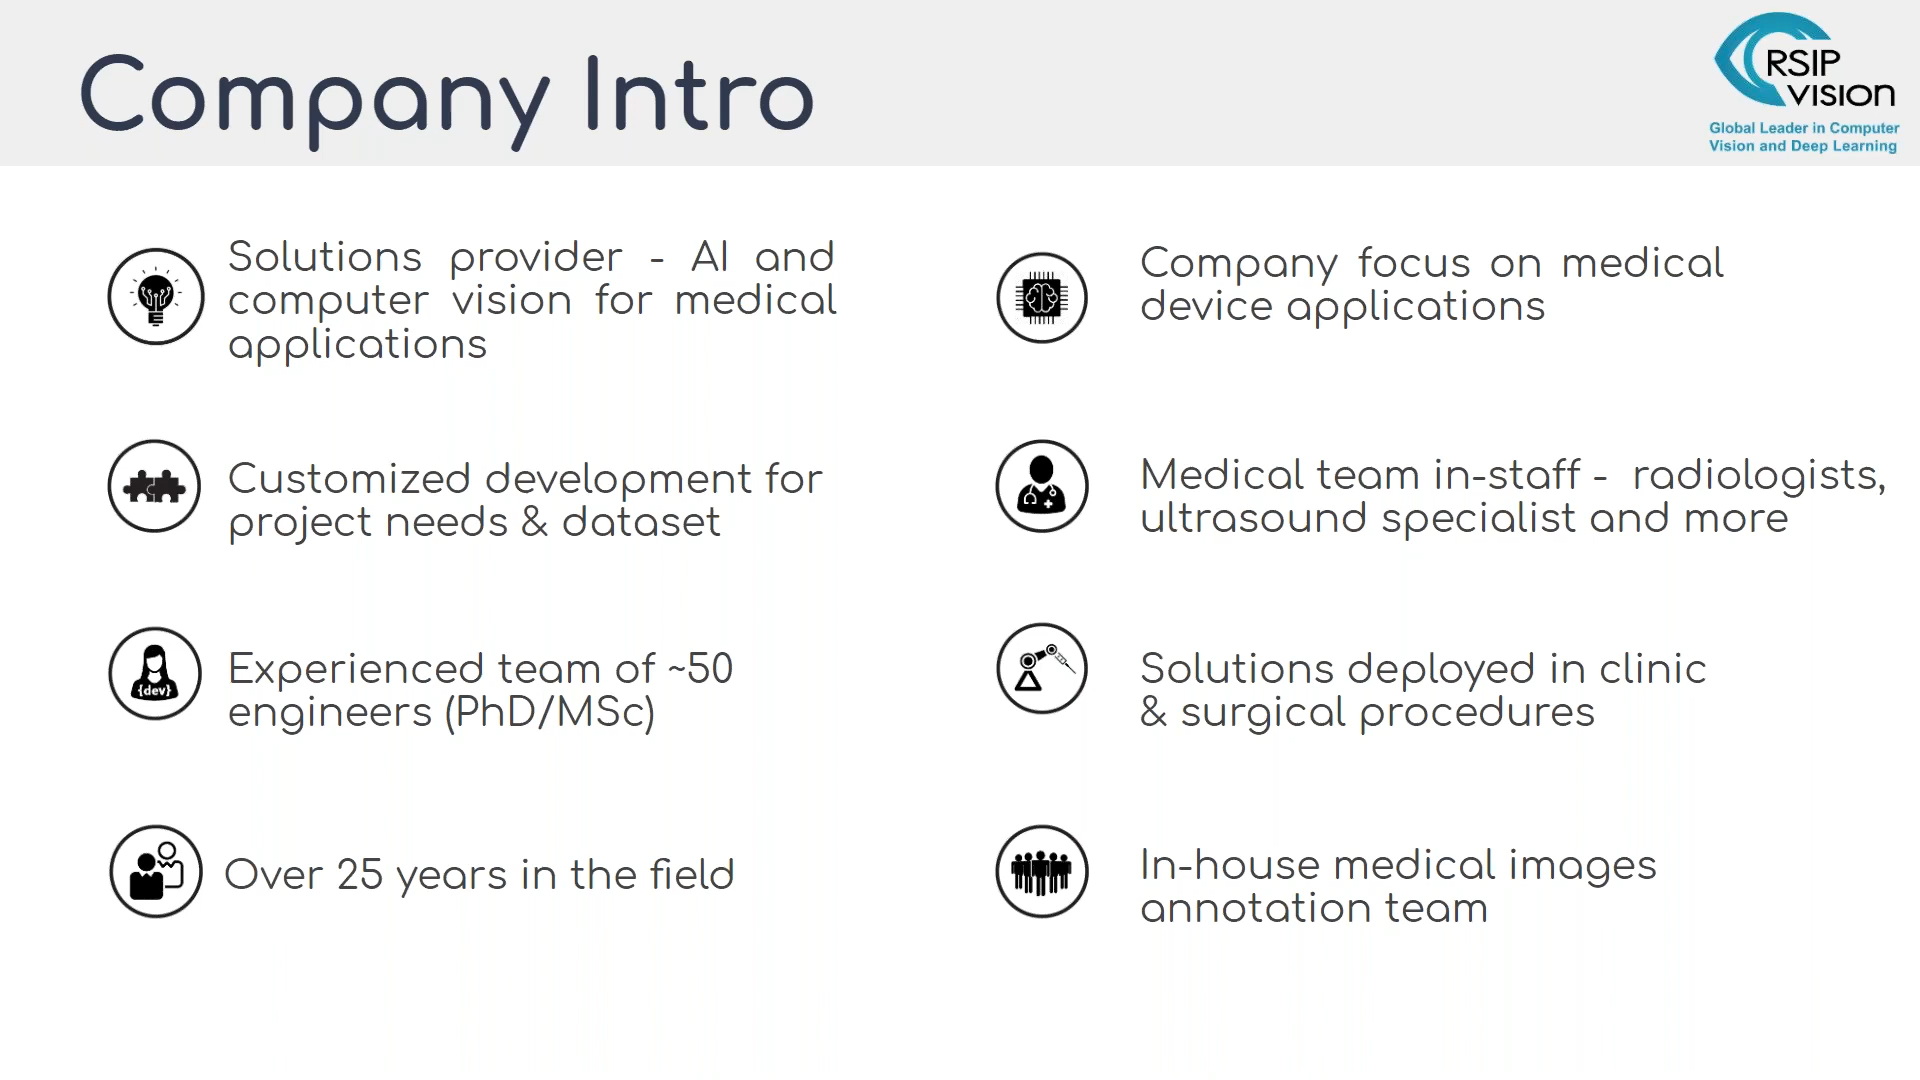 Company Intro
RSIP
VISION
Global Leader in Computer
Vision and Deep Learning
Solutions provider - AI and
computer vision for medical
applications
Customized development for
project needs & dataset
{dev}
Experienced team of ~50
engineers (PhD/MSc)
Over 25 years in the field
Company focus on medical
device applications
Medical team in-staff - radiologists,
ultrasound specialist and more
Solutions deployed in clinic
& surgical procedures
In-house medical images
annotation team